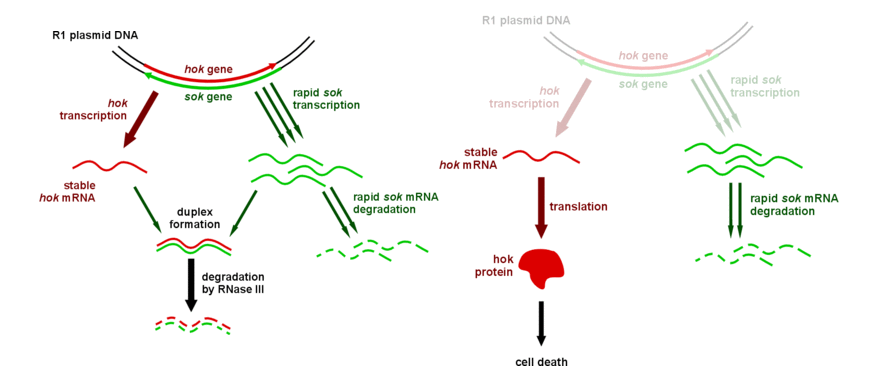 R1 plasmid DNA
hok gene
sok gene
hok
transcription
rapid sok
transcription
stable
hok mRNA
duplex
formation
rapid sok mRNA
degradation
degradation
by RNase III
hok gene
sok gene
R1 plasmid DNA
hok
transcription
rapid sok
transcription
stable
hok mRNA
translation
rapid sok mRNA
degradation
hok
protein
cell death